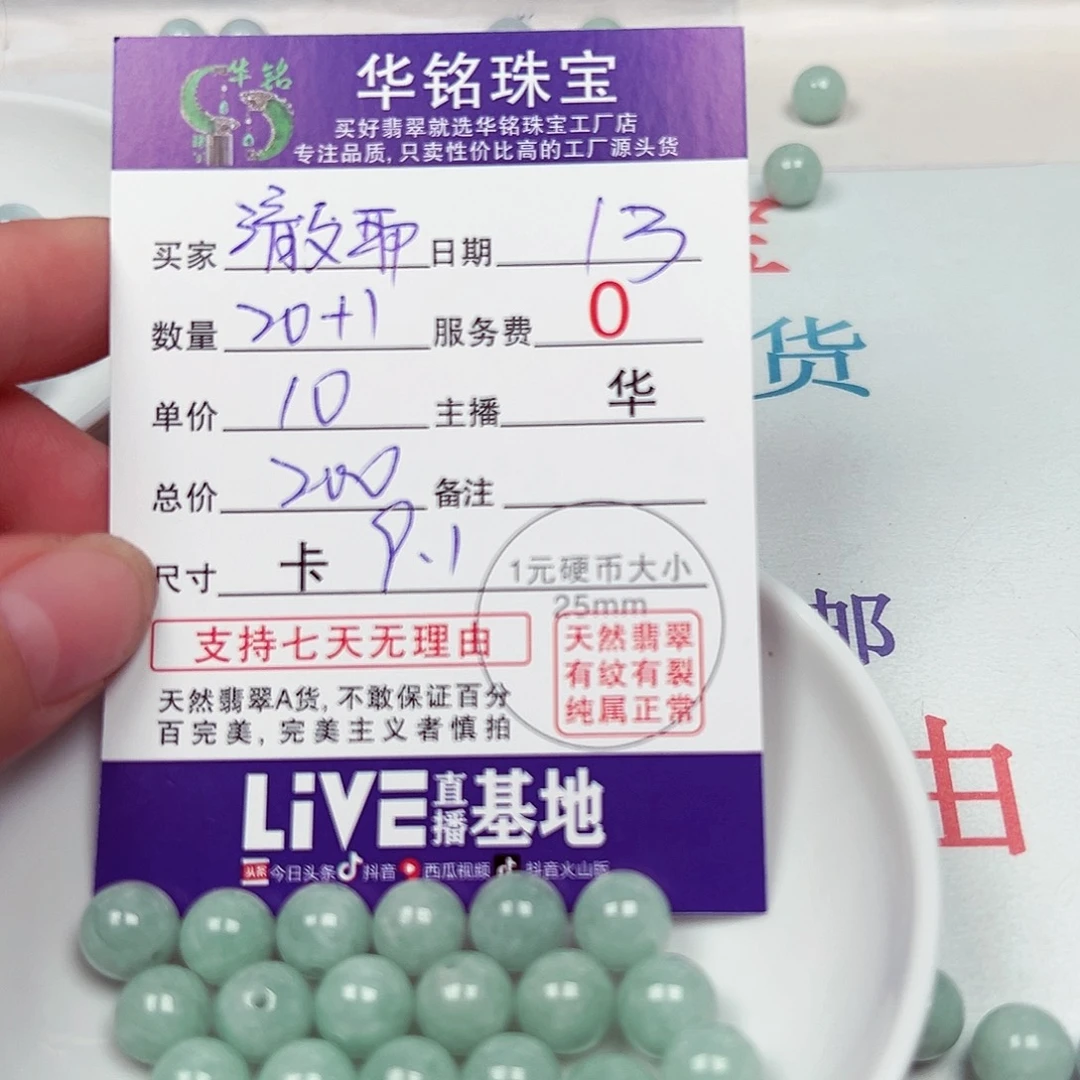 华铭
华铭珠宝
买好翡翠就选华铭珠宝工厂店
专注品质,只卖性价比高的工厂源头货
买家 日期 13
数量 20+1 服务费 0
单价 10 主播 华
总价 200 备注
尺寸 卡 9.1 1元硬币大小
25mm
支持七天无理由
天然翡翠
有纹有裂
纯属正常
天然翡翠A货,不敢保证百分
百完美,完美主义者慎拍
LiVE直播基地
头条 今日头条 抖音 西瓜视频 抖音火山版
货
邮
由